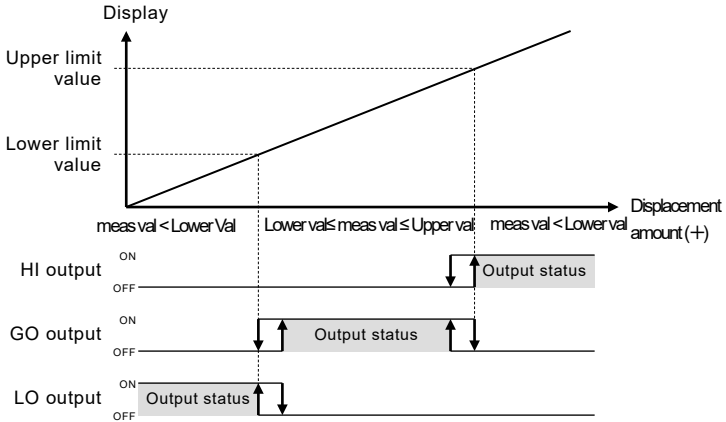 Display
Upper limit
value
Lower limit
value
Displacement
amount(+)
meas val < Lower Val
Lower val≤ meas val ≤ Upper val
meas val < Lower val
HI output
ON
OFF
Output status
GO output
ON
OFF
Output status
LO output
ON
OFF
Output status